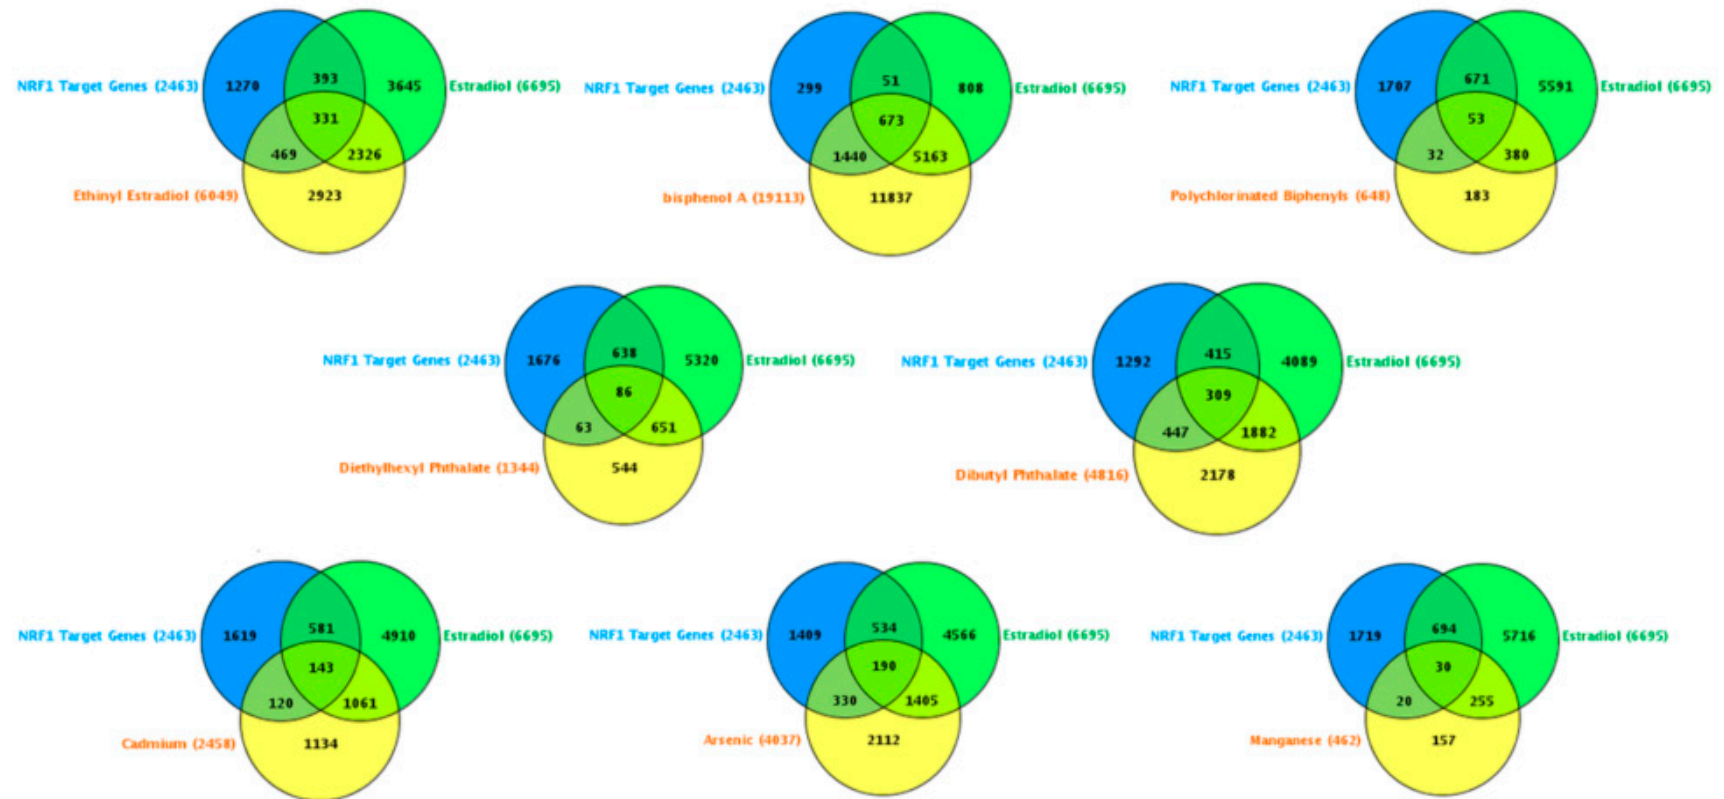 393
NRF1 Target Genes (2463) 1270 3645 Estradiol (6695)
331
469 2326
Ethinyl Estradiol (6049) 2923
51
NRF1 Target Genes (2463) 299 808 Estradiol (6695)
673
1440 5163
bisphenol A (19113) 11837
671
NRF1 Target Genes (2463) 1707 5591 Estradiol (6695)
53
32 380
Polychlorinated Biphenyls (648) 183
638
NRF1 Target Genes (2463) 1676 5320 Estradiol (6695)
86
63 651
Diethylhexyl Phthalate (1344) 544
415
NRF1 Target Genes (2463) 1292 4089 Estradiol (6695)
309
447 1882
Dibutyl Phthalate (4816) 2178
581
NRF1 Target Genes (2463) 1619 4910 Estradiol (6695)
143
120 1061
Cadmium (2458) 1134
534
NRF1 Target Genes (2463) 1409 4566 Estradiol (6695)
190
330 1405
Arsenic (4037) 2112
694
NRF1 Target Genes (2463) 1719 5716 Estradiol (6695)
30
20 255
Manganese (462) 157